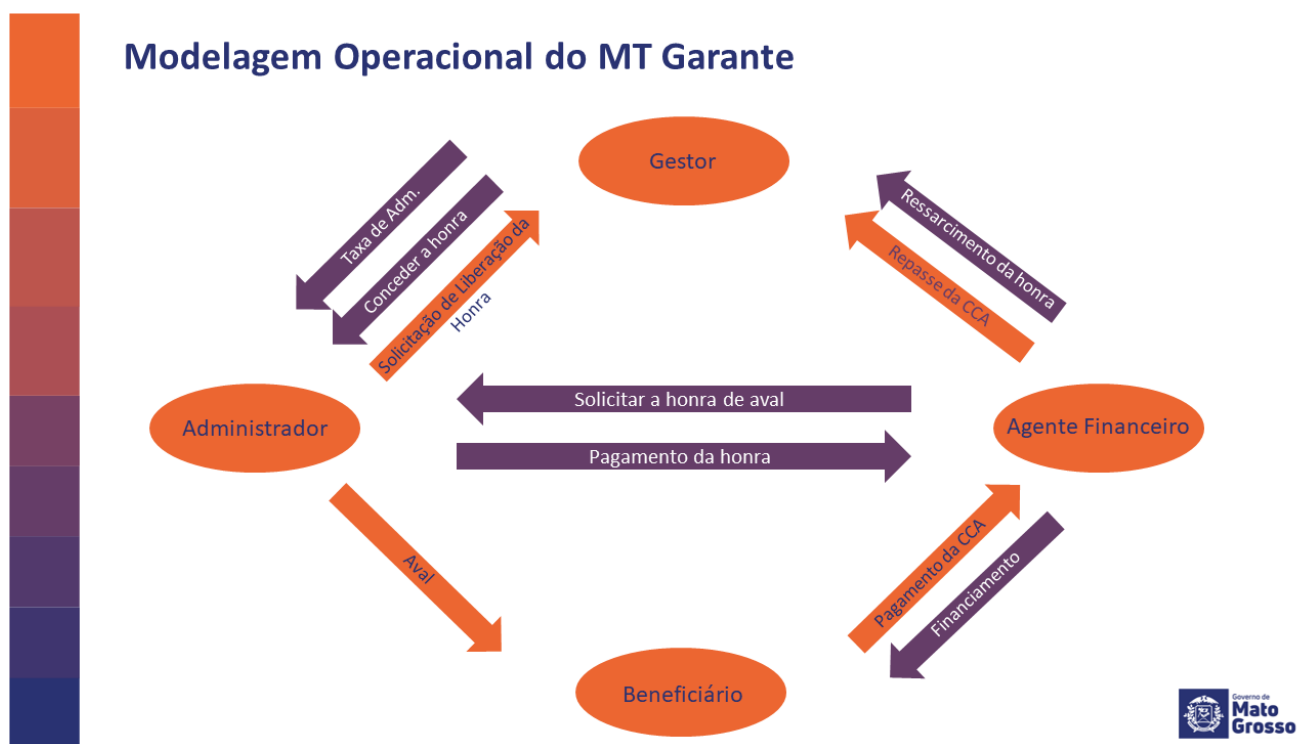 Modelagem Operacional do MT Garante
Gestor
Taxa de Adm.
Conceder a honra
Solicitação de Liberação da
Honra
Ressarcimento da honra
Repasse da CCA
Solicitar a honra de aval
Administrador
Agente Financeiro
Pagamento da honra
Aval
Pagamento da CCA
Financiamento
Beneficiário
Governo de
Mato
Grosso